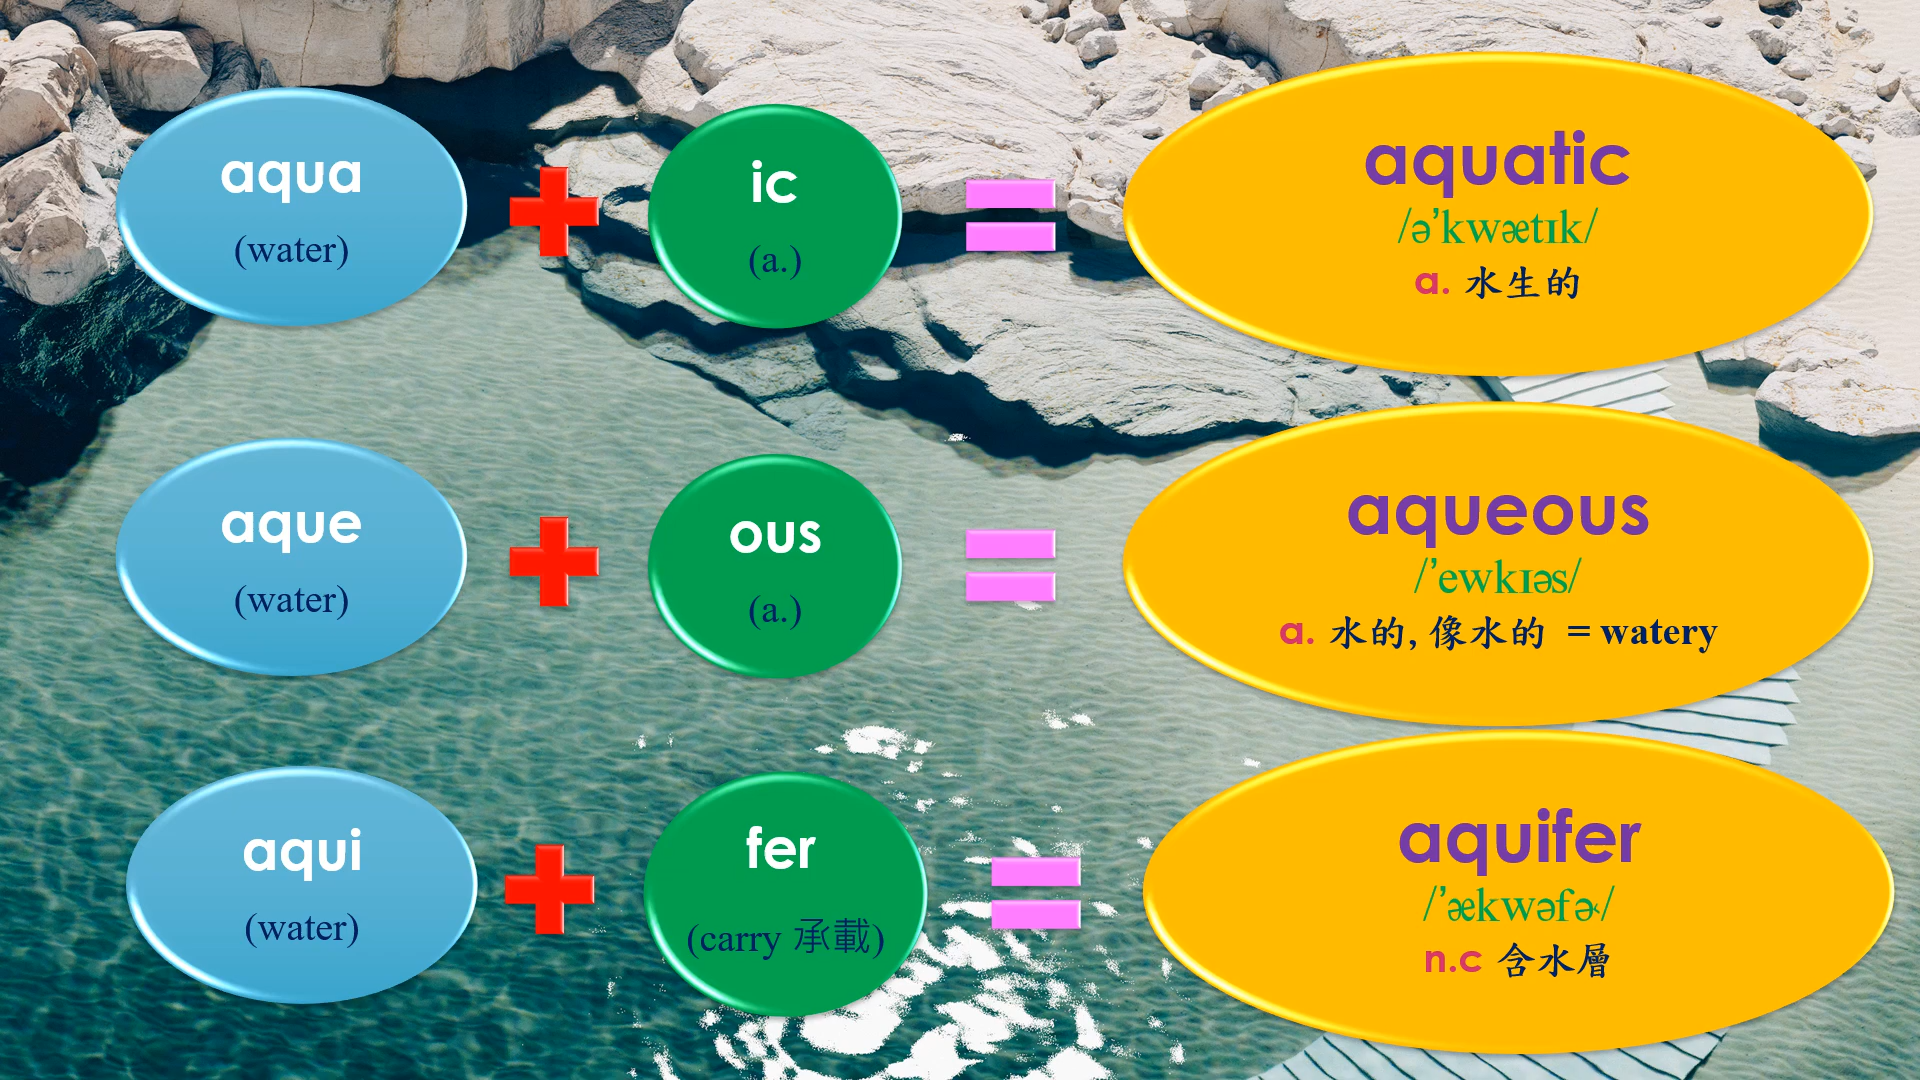 aqua
(water)
ic
(a.)
aquatic
/ə’kwætɪk/
a. 水生的
aque
(water)
ous
(a.)
aqueous
/’ewkɪəs/
a. 水的, 像水的 = watery
aqui
(water)
fer
(carry 承載)
aquifer
/’ækwəfɚ/
n.c 含水層